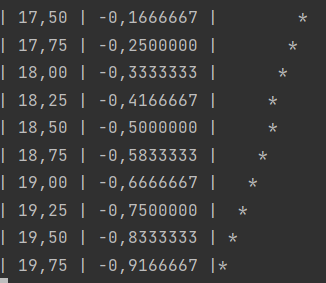 | 17,50 | -0,1666667 |        *
| 17,75 | -0,2500000 |       *
| 18,00 | -0,3333333 |      *
| 18,25 | -0,4166667 |     *
| 18,50 | -0,5000000 |     *
| 18,75 | -0,5833333 |    *
| 19,00 | -0,6666667 |   *
| 19,25 | -0,7500000 |  *
| 19,50 | -0,8333333 | *
| 19,75 | -0,9166667 |*